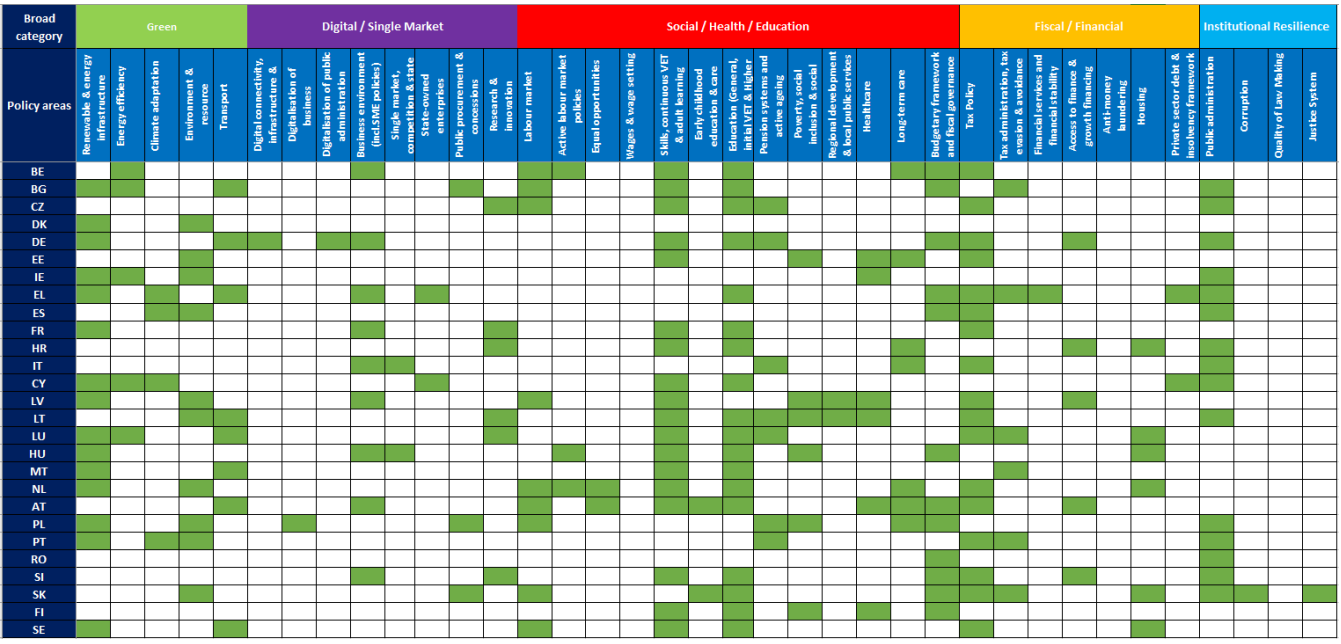 Broad
category
Green
Digital / Single Market
Social / Health / Education
Fiscal / Financial
Institutional Resilience
Policy areas
Renewable & energy
infrastructure
Energy efficiency
Climate adaption
Environment &
resource
Transport
Digital connectivity,
infrastructure &
Digitalisation of
business
Digitalisation of public
administration
Business environment
(incl.SME policies)
Single market,
competition & state
State-owned
enterprises
Public procurement &
concessions
Research &
innovation
Labour market
Active labour market
policies
Equal opportunities
Wages & wage setting
Skills, continuous VET
& adult learning
Early childhood
education & care
Education (General,
initial VET & Higher
Pension systems and
active ageing
Poverty, social
inclusion & social
Regional development
& local public services
Healthcare
Long-term care
Budgetary framework
and fiscal governance
Tax Policy
Tax administration, tax
evasion & avoidance
Financial services and
financial stability
Access to finance &
growth financing
Anti-money
laundering
Housing
Private sector debt &
insolvency framework
Public administration
Corruption
Quality of Law Making
Justice System
BE
BG
CZ
DK
DE
EE
IE
EL
ES
FR
HR
IT
CY
LV
LT
LU
HU
MT
NL
AT
PL
PT
RO
SI
SK
FI
SE